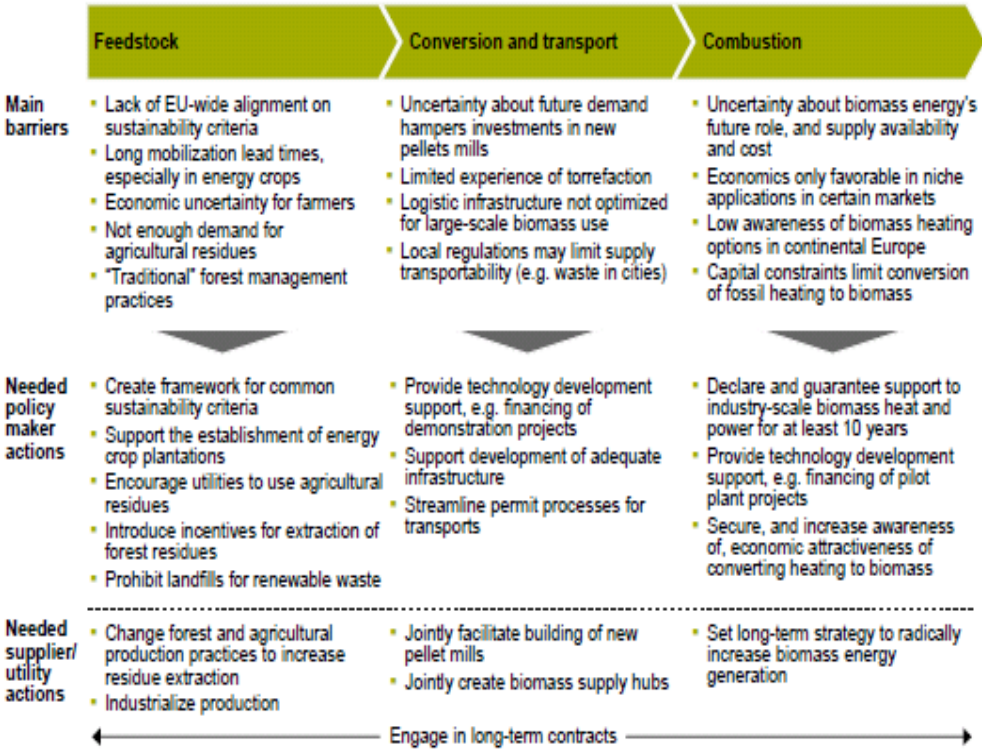 Feedstock
Conversion and transport
Combustion
Main
barriers
▪ Lack of EU-wide alignment on
sustainability criteria
▪ Long mobilization lead times,
especially in energy crops
▪ Economic uncertainty for farmers
▪ Not enough demand for
agricultural residues
▪ “Traditional” forest management
practices
▪ Uncertainty about future demand
hampers investments in new
pellets mills
▪ Limited experience of torrefaction
▪ Logistic infrastructure not optimized
for large-scale biomass use
▪ Local regulations may limit supply
transportability (e.g. waste in cities)
▪ Uncertainty about biomass energy's
future role, and supply availability
and cost
▪ Economics only favorable in niche
applications in certain markets
▪ Low awareness of biomass heating
options in continental Europe
▪ Capital constraints limit conversion
of fossil heating to biomass
Needed
policy
maker
actions
▪ Create framework for common
sustainability criteria
▪ Support the establishment of energy
crop plantations
▪ Encourage utilities to use agricultural
residues
▪ Introduce incentives for extraction of
forest residues
▪ Prohibit landfills for renewable waste
▪ Provide technology development
support, e.g. financing of
demonstration projects
▪ Support development of adequate
infrastructure
▪ Streamline permit processes for
transports
▪ Declare and guarantee support to
industry-scale biomass heat and
power for at least 10 years
▪ Provide technology development
support, e.g. financing of pilot
plant projects
▪ Secure, and increase awareness
of, economic attractiveness of
converting heating to biomass
Needed
supplier/
utility
actions
▪ Change forest and agricultural
production practices to increase
residue extraction
▪ Industrialize production
▪ Jointly facilitate building of new
pellet mills
▪ Jointly create biomass supply hubs
▪ Set long-term strategy to radically
increase biomass energy
generation
Engage in long-term contracts